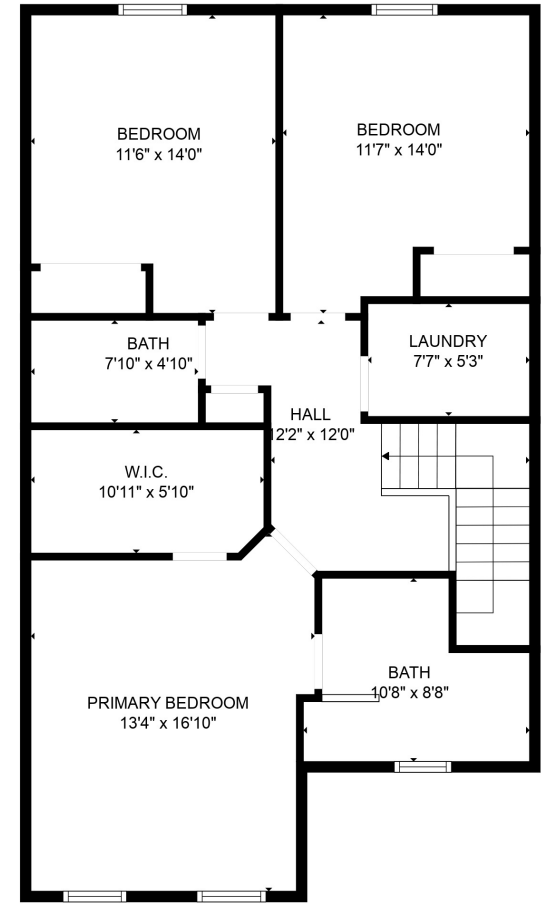 BEDROOM
11'6" x 14'0"
BEDROOM
11'7" x 14'0"
BATH
7'10" x 4'10"
LAUNDRY
7'7" x 5'3"
HALL
12'2" x 12'0"
W.I.C.
10'11" x 5'10"
BATH
10'8" x 8'8"
PRIMARY BEDROOM
13'4" x 16'10"